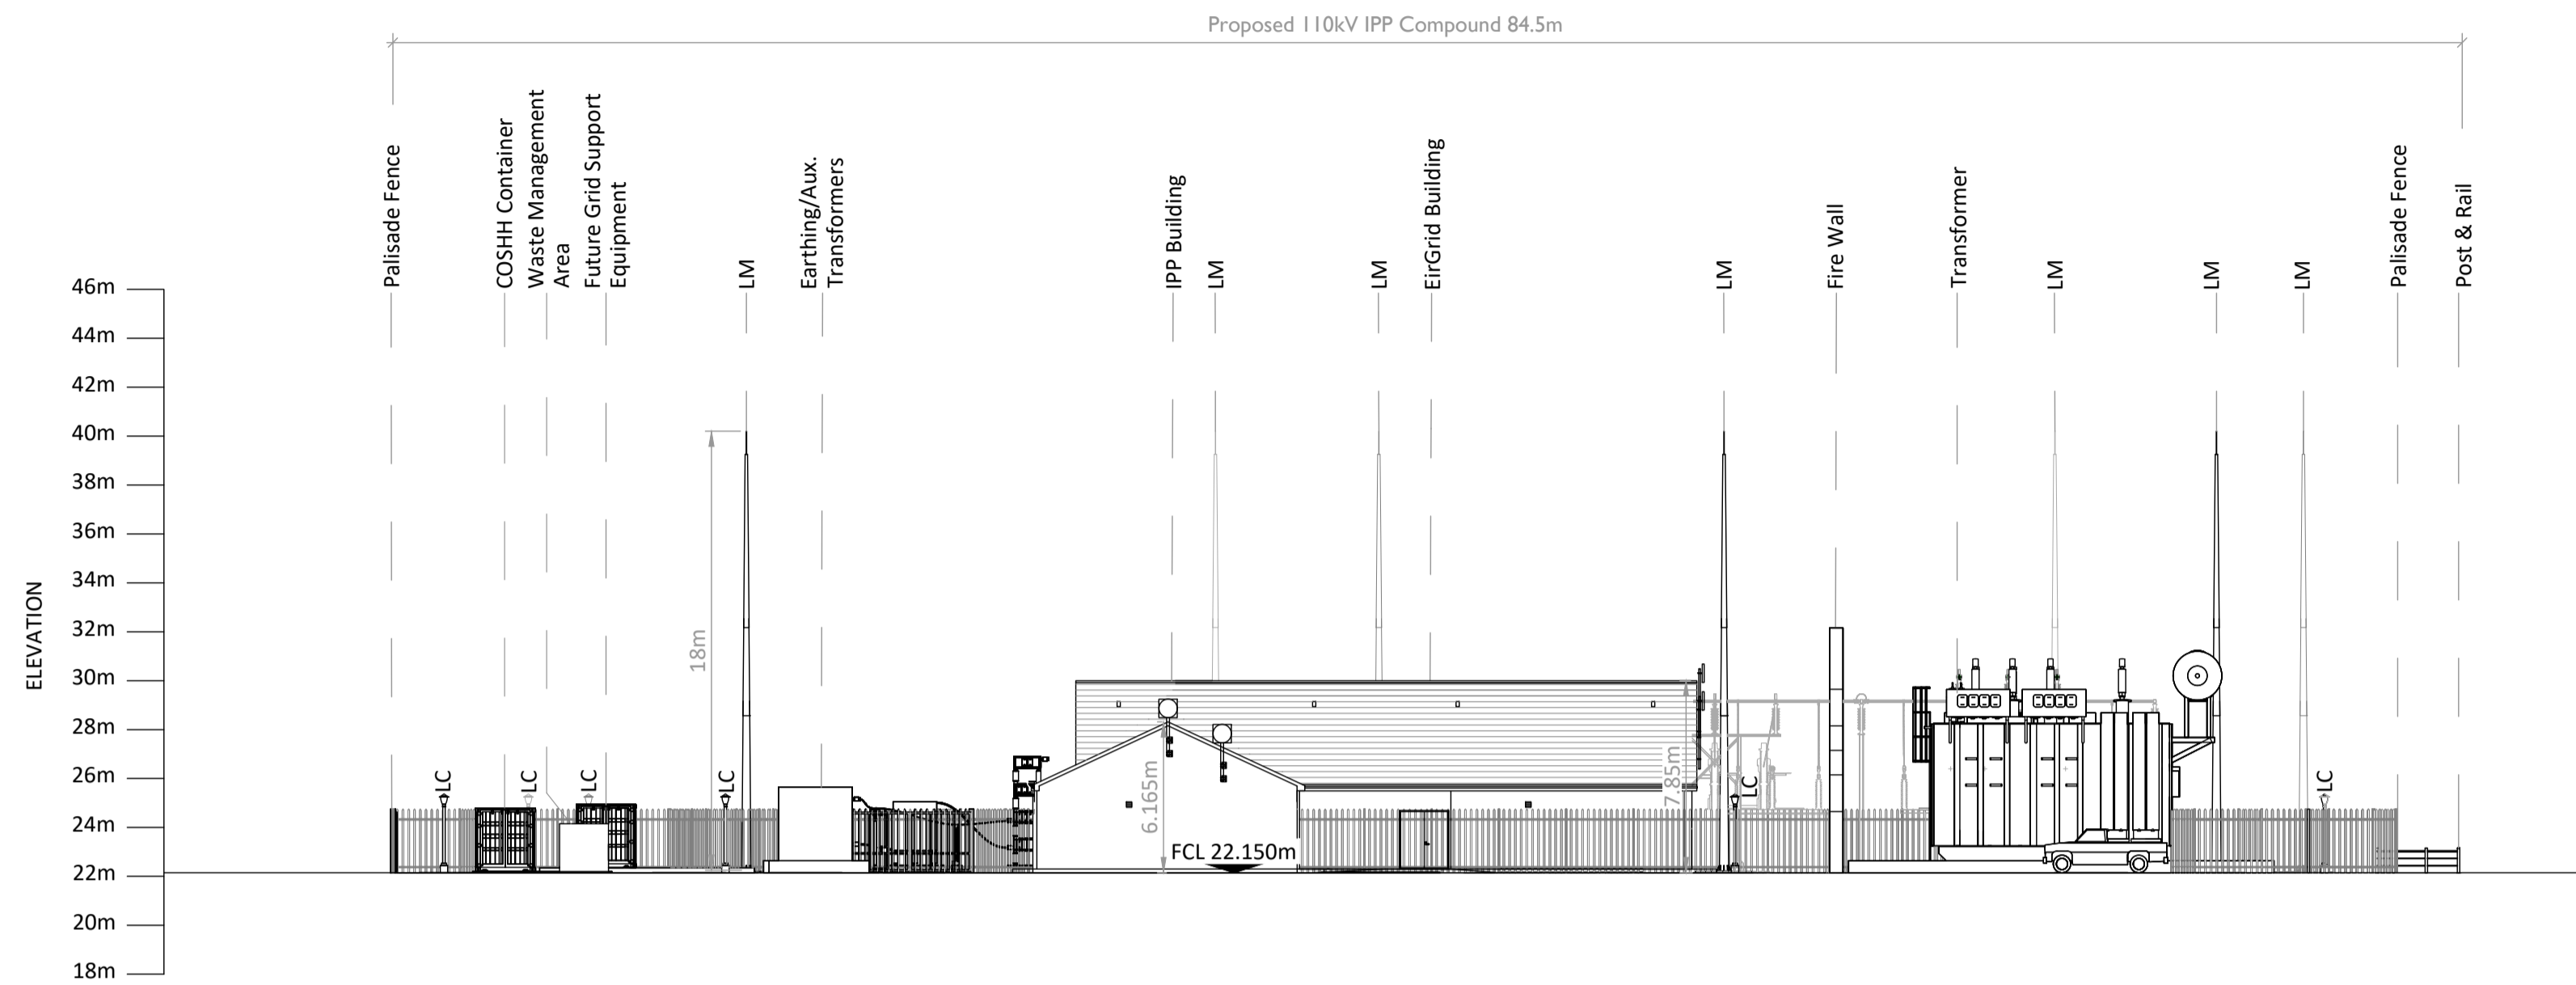 Proposed 110kV IPP Compound 84.5m
Palisade Fence
COSHH Container
Waste Management
Area
Future Grid Support
Equipment
LM
Earthing/Aux.
Transformers
IPP Building
LM
LM
EirGrid Building
LM
Fire Wall
Transformer
LM
LM
LM
Palisade Fence
Post & Rail
ELEVATION
46m
44m
42m
40m
38m
36m
34m
32m
30m
28m
26m
24m
22m
20m
18m
18m
LC
LC
LC
LC
6.165m
FCL 22.150m
7.85m
LC
LC